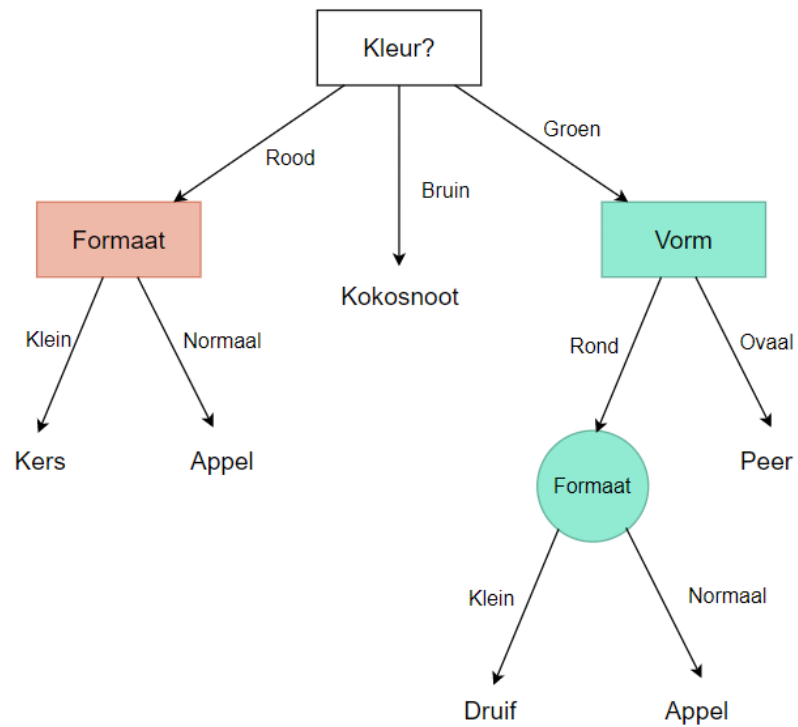 Kleur?
Rood
Bruin
Groen
Formaat
Kokosnoot
Vorm
Klein
Normaal
Rond
Ovaal
Kers
Appel
Formaat
Peer
Klein
Normaal
Druif
Appel